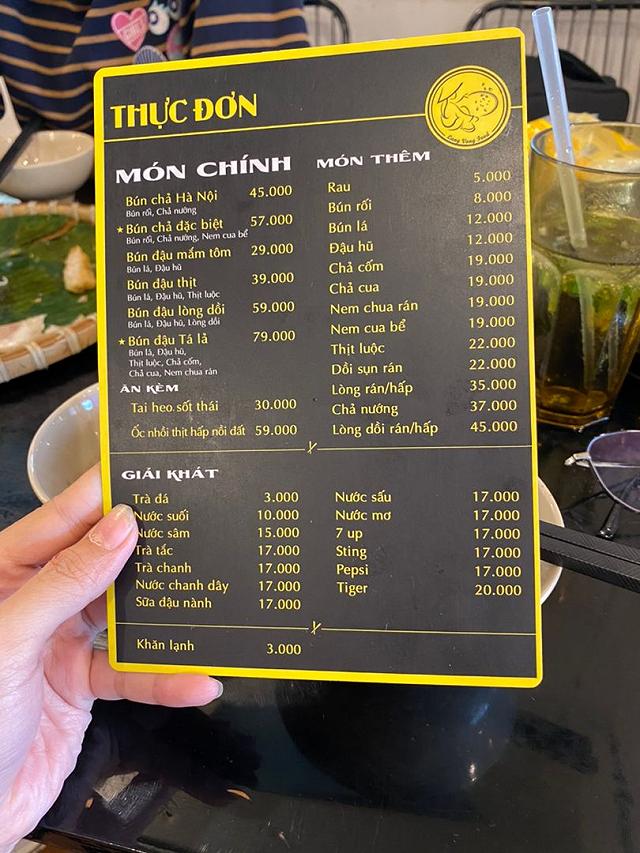 THỰC ĐƠN
Long Vong Food
MÓN CHÍNH
Bún chả Hà Nội 45.000
Bún rối, Chả nướng
★ Bún chả đặc biệt 57.000
Bún rối, Chả nướng, Nem cua bể
Bún đậu mắm tôm 29.000
Bún lá, Đậu hũ
Bún đậu thịt 39.000
Bún lá, Đậu hũ, Thịt luộc
Bún đậu lòng dồi 59.000
Bún lá, Đậu hũ, Lòng dồi
★ Bún đậu Tá lả 79.000
Bún lá, Đậu hũ,
Thịt luộc, Chả cốm,
Chả cua, Nem chua rán
ĂN KÈM
Tai heo sốt thái 30.000
Ốc nhồi thịt hấp nồi đất 59.000
MÓN THÊM
Rau 5.000
Bún rối 8.000
Bún lá 12.000
Đậu hũ 12.000
Chả cốm 19.000
Chả cua 19.000
Nem chua rán 19.000
Nem cua bể 19.000
Thịt luộc 22.000
Dồi sụn rán 22.000
Lòng rán/hấp 35.000
Chả nướng 37.000
Lòng dồi rán/hấp 45.000
GIẢI KHÁT
Trà đá 3.000
Nước suối 10.000
Nước sâm 15.000
Trà tắc 17.000
Trà chanh 17.000
Nước chanh dây 17.000
Sữa đậu nành 17.000
Nước sấu 17.000
Nước mơ 17.000
7 up 17.000
Sting 17.000
Pepsi 17.000
Tiger 20.000
Khăn lạnh 3.000